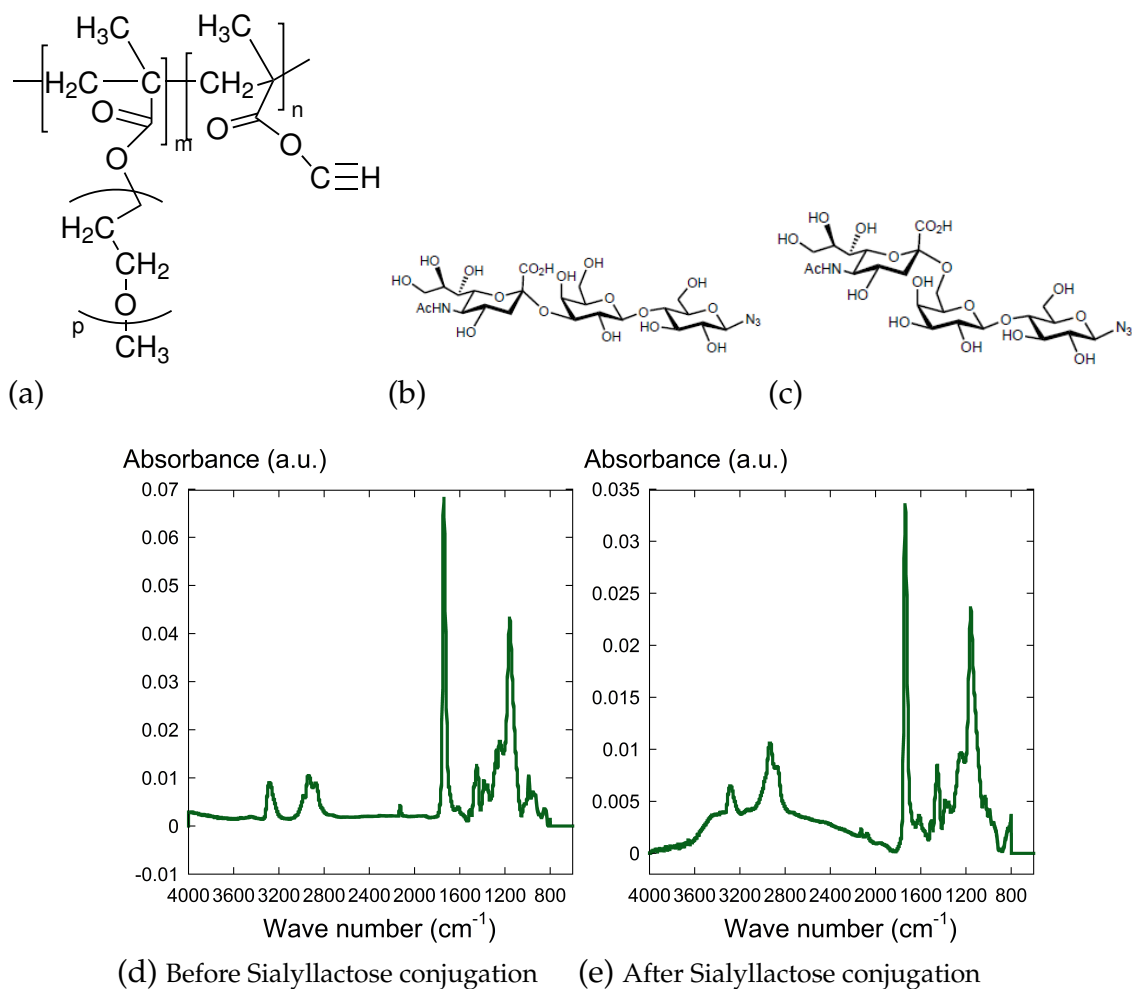 H3C
CH3
H2C
C
CH2
O
m
n
O
O
O
C
H
H2C
CH2
O
p
CH3
(a)
HO
OH
OH
CO2H
HO
AcHN
HO
O
O
OH
OH
O
OH
O
O
OH
HO
OH
N3
(b)
HO
OH
CO2H
HO
AcHN
HO
O
O
OH
O
HO
OH
O
OH
O
HO
OH
N3
(c)
Absorbance (a.u.)
0.07
0.06
0.05
0.04
0.03
0.02
0.01
0
-0.01
4000 3600 3200 2800 2400 2000 1600 1200 800
Wave number (cm-1)
(d) Before Sialyllactose conjugation
Absorbance (a.u.)
0.035
0.03
0.025
0.02
0.015
0.01
0.005
0
4000 3600 3200 2800 2400 2000 1600 1200 800
Wave number (cm-1)
(e) After Sialyllactose conjugation